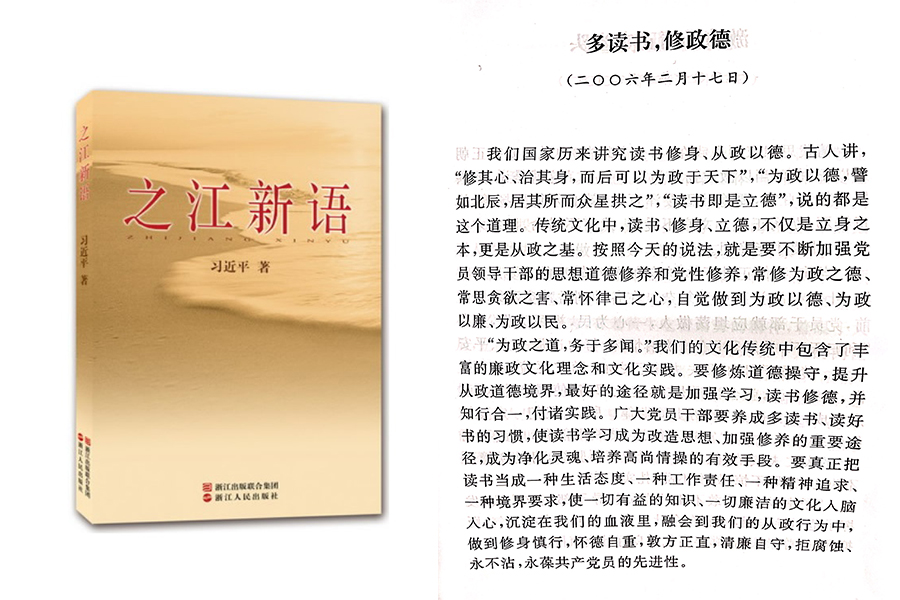 之江新语
习近平 著
之江新语
ZHIJIANG XINYU
习近平 著
浙江出版联合集团
浙江人民出版社
浙江出版联合集团
浙江人民出版社
多读书，修政德
（二〇〇六年二月十七日）
我们国家历来讲究读书修身、从政以德。古人讲，
“修其心、治其身，而后可以为政于天下”，“为政以德，譬
如北辰，居其所而众星拱之”，“读书即是立德”，说的都是
这个道理。传统文化中，读书、修身、立德，不仅是立身之
本，更是从政之基。按照今天的说法，就是要不断加强党
员领导干部的思想道德修养和党性修养，常修为政之德、
常思贪欲之害、常怀律己之心，自觉做到为政以德、为政
以廉、为政以民。
“为政之道，务于多闻。”我们的文化传统中包含了丰
富的廉政文化理念和文化实践。要修炼道德操守，提升
从政道德境界，最好的途径就是加强学习，读书修德，并
知行合一，付诸实践。广大党员干部要养成多读书、读好
书的习惯，使读书学习成为改造思想、加强修养的重要途
径，成为净化灵魂、培养高尚情操的有效手段。要真正把
读书当成一种生活态度、一种工作责任、一种精神追求、
一种境界要求，使一切有益的知识、一切廉洁的文化入脑
入心，沉淀在我们的血液里，融会到我们的从政行为中，
做到修身慎行，怀德自重，敦方正直，清廉自守，拒腐蚀、
永不沾，永葆共产党员的先进性。